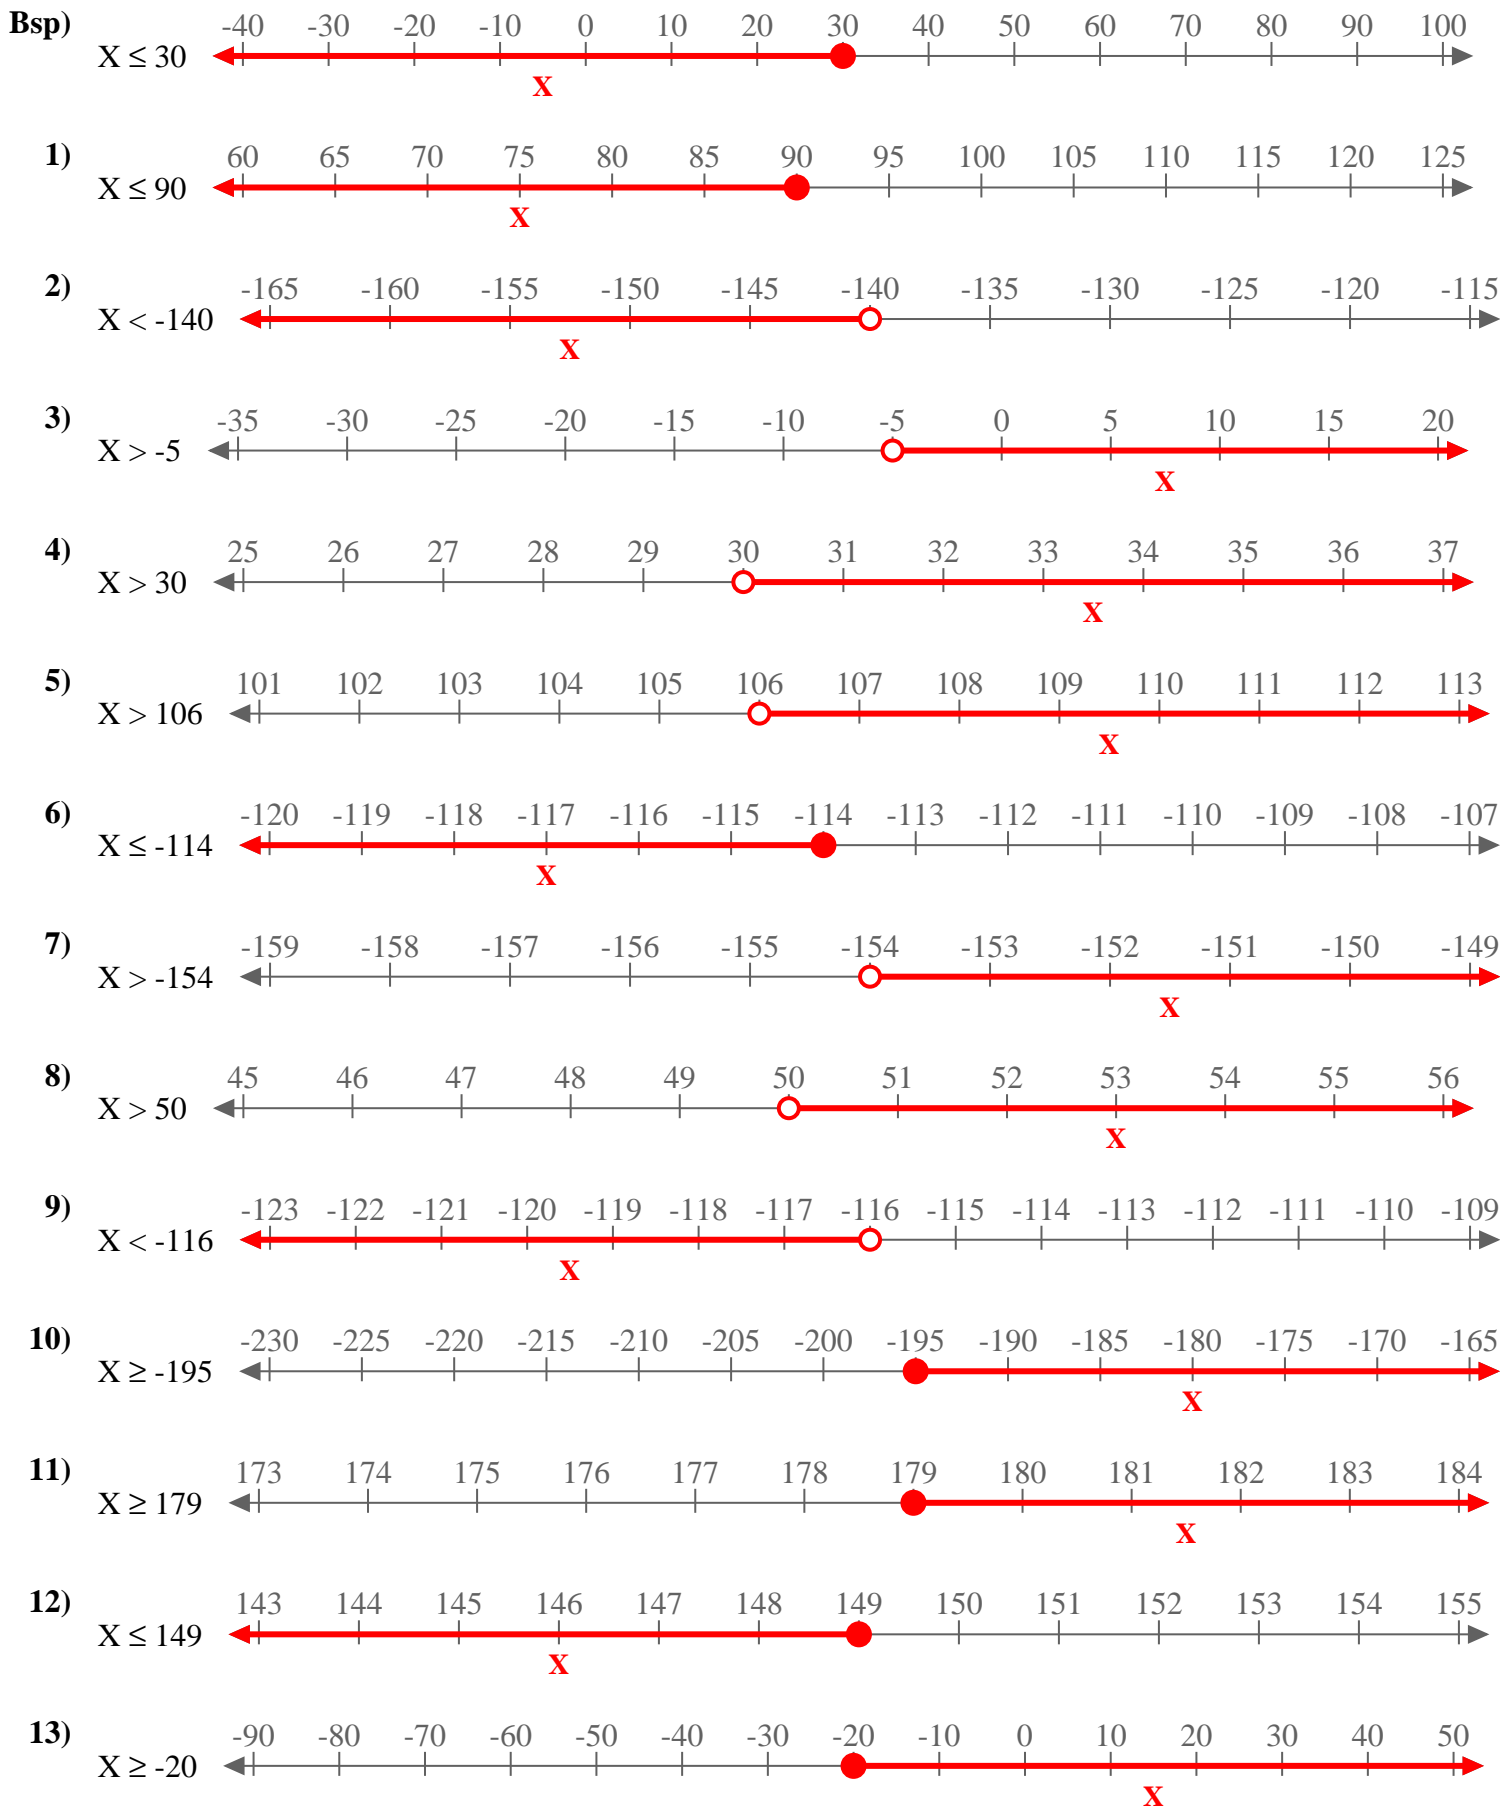 Bsp) -40 -30 -20 -10 0 10 20 30 40 50 60 70 80 90 100
X ≤ 30
X
1) 60 65 70 75 80 85 90 95 100 105 110 115 120 125
X ≤ 90
X
2) -165 -160 -155 -150 -145 -140 -135 -130 -125 -120 -115
X < -140
X
3) -35 -30 -25 -20 -15 -10 -5 0 5 10 15 20
X > -5
X
4) 25 26 27 28 29 30 31 32 33 34 35 36 37
X > 30
X
5) 101 102 103 104 105 106 107 108 109 110 111 112 113
X > 106
X
6) -120 -119 -118 -117 -116 -115 -114 -113 -112 -111 -110 -109 -108 -107
X ≤ -114
X
7) -159 -158 -157 -156 -155 -154 -153 -152 -151 -150 -149
X > -154
X
8) 45 46 47 48 49 50 51 52 53 54 55 56
X > 50
X
9) -123 -122 -121 -120 -119 -118 -117 -116 -115 -114 -113 -112 -111 -110 -109
X < -116
X
10) -230 -225 -220 -215 -210 -205 -200 -195 -190 -185 -180 -175 -170 -165
X ≥ -195
X
11) 173 174 175 176 177 178 179 180 181 182 183 184
X ≥ 179
X
12) 143 144 145 146 147 148 149 150 151 152 153 154 155
X ≤ 149
X
13) -90 -80 -70 -60 -50 -40 -30 -20 -10 0 10 20 30 40 50
X ≥ -20
X